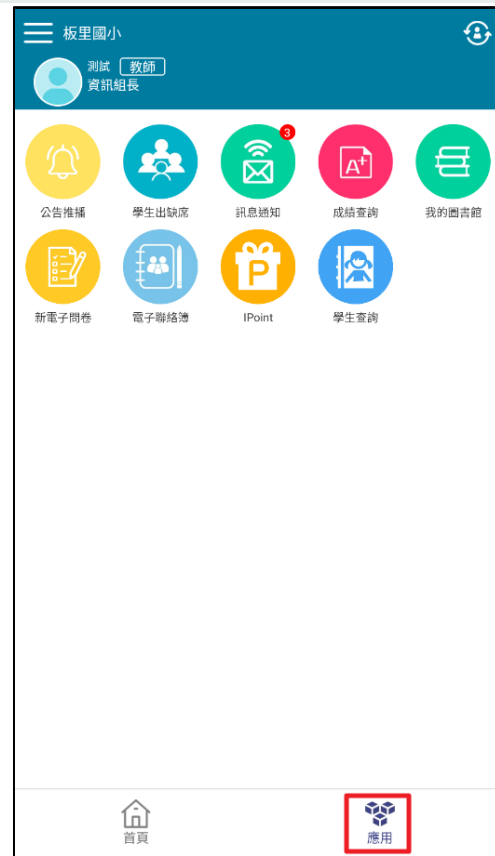 板里國小
測試 教師
資訊組長
3
A+
公告推播 學生出缺席 訊息通知 成績查詢 我的圖書館
P
新電子問卷 電子聯絡簿 IPoint 學生查詢
首頁 應用